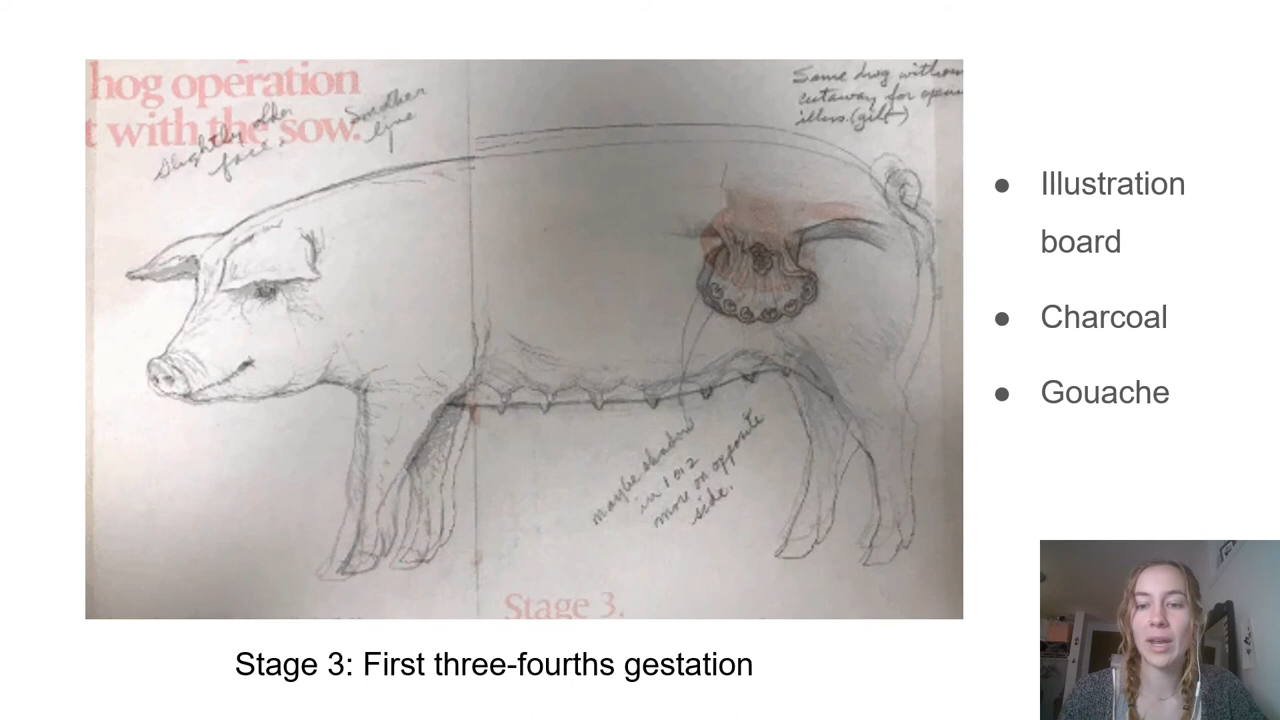 hog operation
t with the sow.
Slightly older
face.
Smoother
line
Same hog without
cutaway for open
illus. (gilt)
maybe shadow
in 1 or 2
more on opposite
side.
Stage 3.
Illustration
board
Charcoal
Gouache
Stage 3: First three-fourths gestation